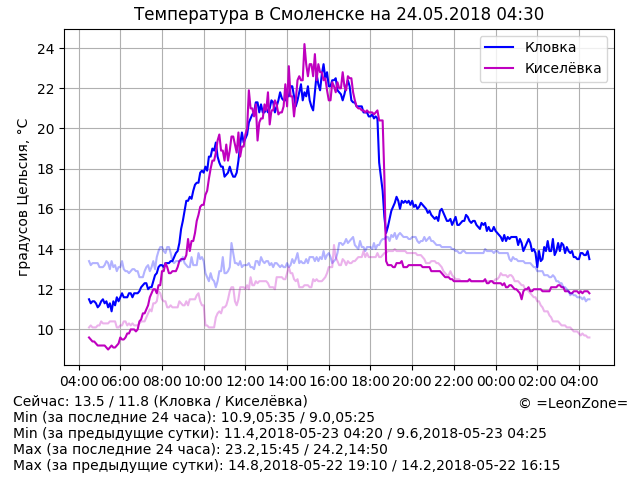 Температура в Смоленске на 24.05.2018 04:30
градусов Цельсия, °C
24
22
20
18
16
14
12
10
Кловка
Киселёвка
04:00 06:00 08:00 10:00 12:00 14:00 16:00 18:00 20:00 22:00 00:00 02:00 04:00
Сейчас: 13.5 / 11.8 (Кловка / Киселёвка)
© =LeonZone=
Min (за последние 24 часа): 10.9,05:35 / 9.0,05:25
Min (за предыдущие сутки): 11.4,2018-05-23 04:20 / 9.6,2018-05-23 04:25
Max (за последние 24 часа): 23.2,15:45 / 24.2,14:50
Max (за предыдущие сутки): 14.8,2018-05-22 19:10 / 14.2,2018-05-22 16:15